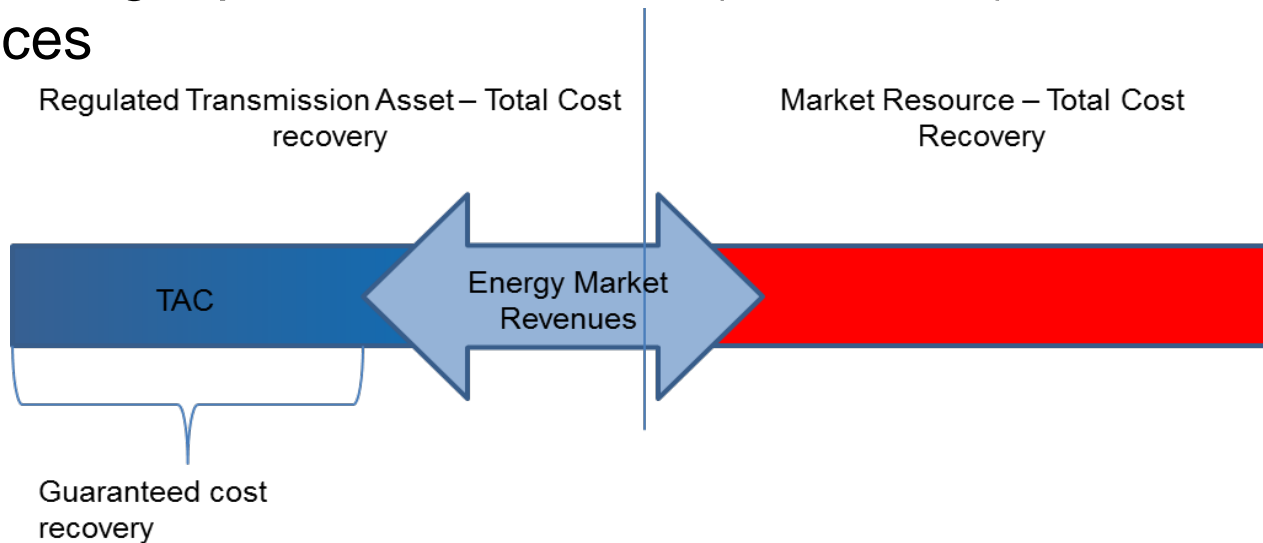 ces
Regulated Transmission Asset – Total Cost
recovery
Market Resource – Total Cost
Recovery
TAC
Energy Market
Revenues
Guaranteed cost
recovery